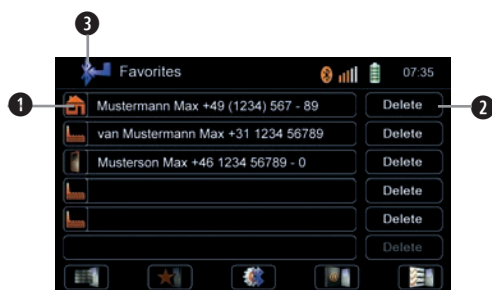 3
Favorites 07:35
1 Mustermann Max +49 (1234) 567 - 89 Delete 2
van Mustermann Max +31 1234 56789 Delete
Musterson Max +46 1234 56789 - 0 Delete
Delete
Delete
Delete